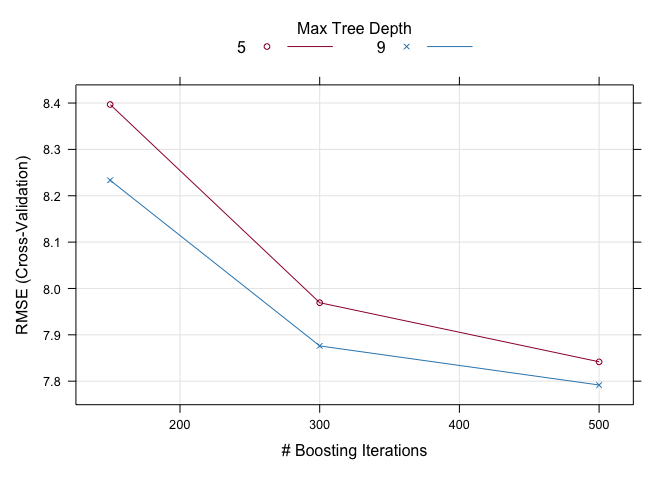 Max Tree Depth
5 9
8.4
8.3
8.2
8.1
8.0
7.9
7.8
RMSE (Cross-Validation)
200 300 400 500
# Boosting Iterations